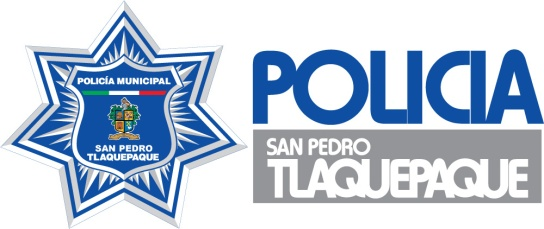 POLICÍA MUNICIPAL
SAN PEDRO
TLAQUEPAQUE
POLICIA
SAN PEDRO
TLAQUEPAQUE